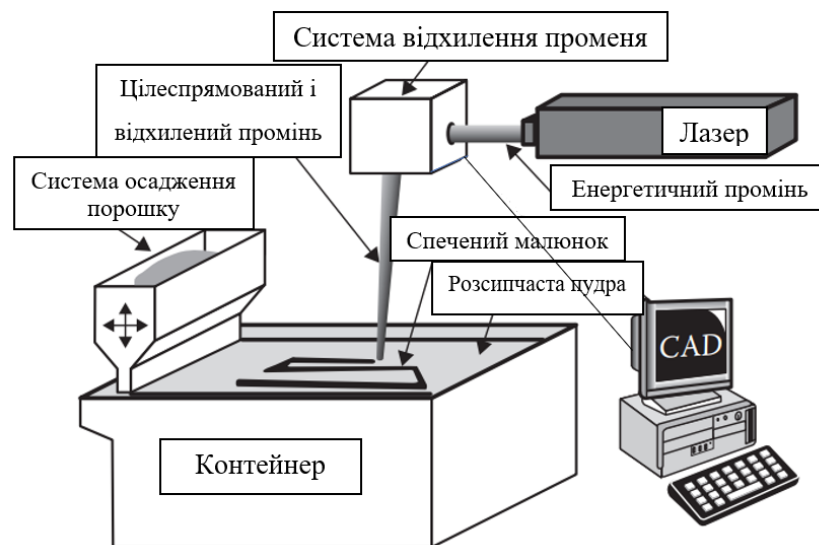 Система відхилення променя
Цілеспрямований і
відхилений промінь
Лазер
Система осадження
порошку
Енергетичний промінь
Спечений малюнок
Розсипчаста пудра
CAD
Контейнер